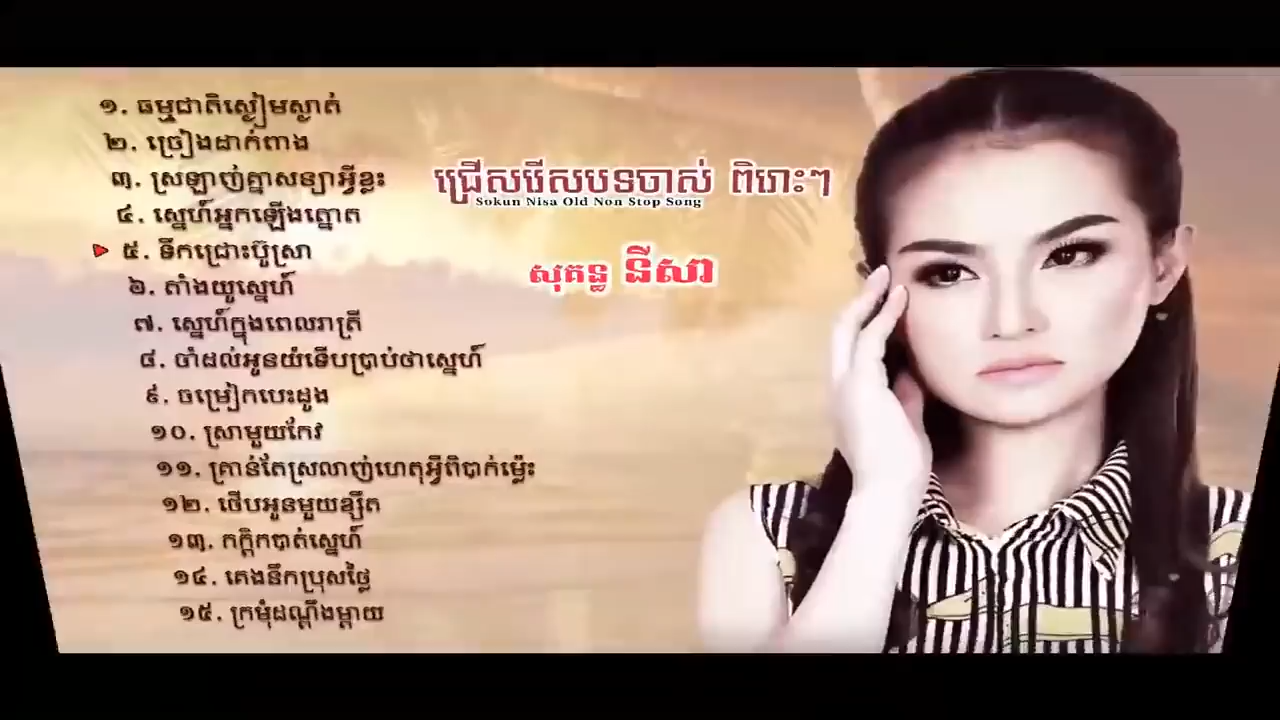 ១. ធម្មជាតិស្ងៀមស្ងាត់
២. ច្រៀងដាក់ពាង
៣. ស្រឡាញ់គ្នាសន្យាអ្វីខ្លះ
៤. ស្នេហ៍អ្នកឡើងត្នោត
៥. ទឹកជ្រោះប៊ូស្រា
៦. តាំងយូស្នេហ៍
៧. ស្នេហ៍ក្នុងពេលរាត្រី
៨. ចាំដល់អូនយំទើបប្រាប់ថាស្នេហ៍
៩. ចម្រៀកបេះដូង
១០. ស្រាមួយកែវ
១១. គ្រាន់តែស្រលាញ់ហេតុអ្វីពិបាក់ម្ល៉េះ
១២. ថើបអូនមួយខ្សឺត
១៣. កក្តិកបាត់ស្នេហ៍
១៤. គេងនឹកប្រុសថ្លៃ
១៥. ក្រមុំដណ្តឹងម្តាយ
ជ្រើសរើសបទចាស់ ពិរោះៗ
Sokun Nisa Old Non Stop Song
សុគន្ធ នីសា